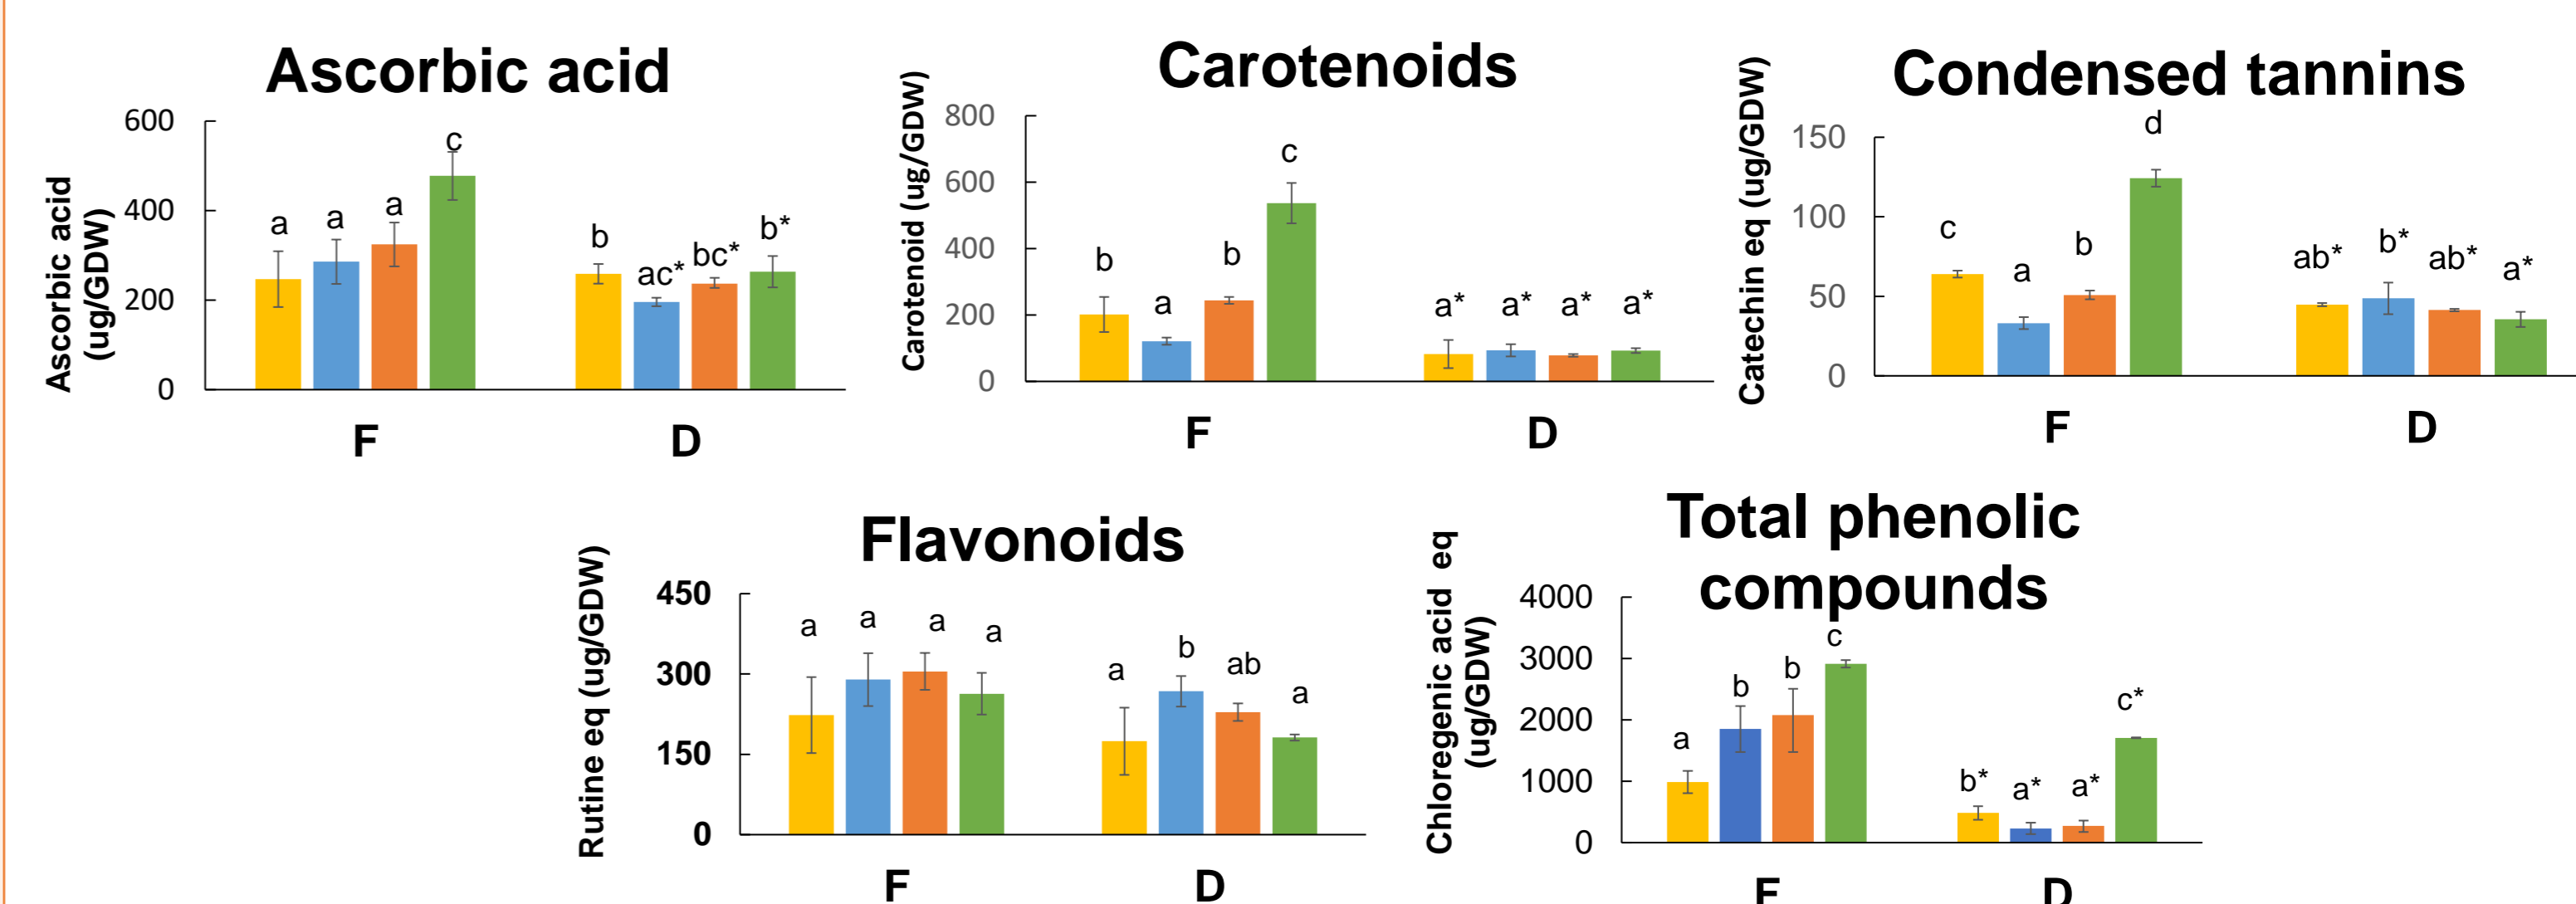 Ascorbic acid
Ascorbic acid
(ug/GDW)
600
400
200
0
a
a
a
c
b
ac*
bc*
b*
F
D
Carotenoids
Carotenoid (ug/GDW)
800
600
400
200
0
b
a
b
c
a*
a*
a*
a*
F
D
Condensed tannins
Catechin eq (ug/GDW)
150
100
50
0
c
a
b
d
ab*
b*
ab*
a*
F
D
Flavonoids
Rutine eq (ug/GDW)
450
300
150
0
a
a
a
a
a
b
ab
a
F
D
Total phenolic
compounds
Chloregenic acid eq
(ug/GDW)
4000
3000
2000
1000
0
a
b
b
c
b*
a*
a*
c*
F
D